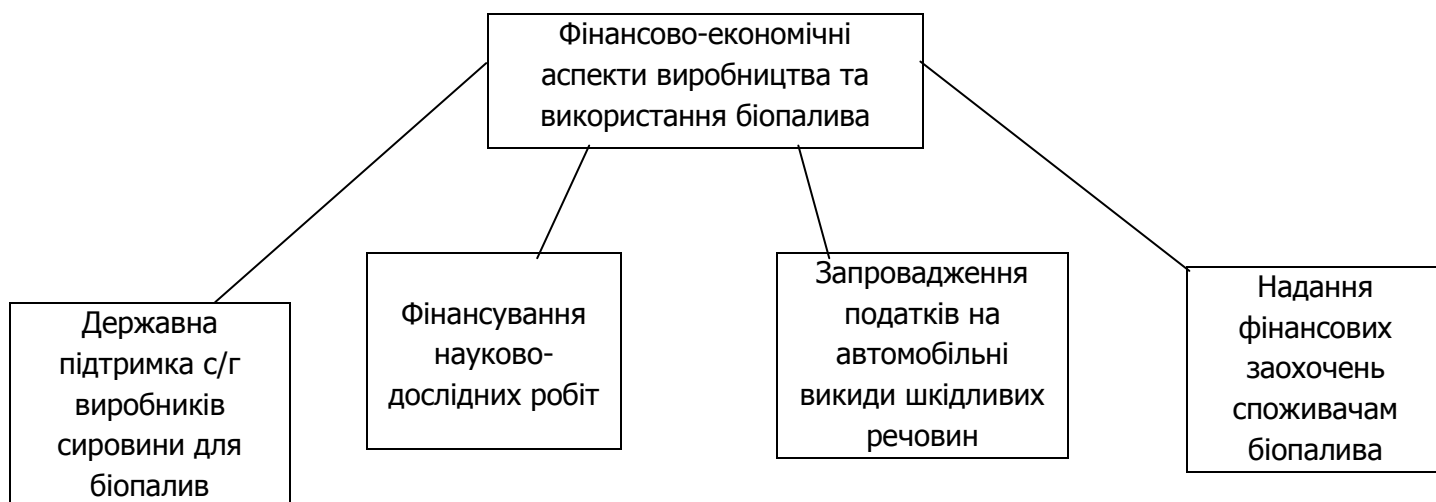 Фінансово-економічні
аспекти виробництва та
використання біопалива
Державна
підтримка с/г
виробників
сировини для
біопалив
Фінансування
науково-
дослідних робіт
Запровадження
податків на
автомобільні
викиди шкідливих
речовин
Надання
фінансових
заохочень
споживачам
біопалива